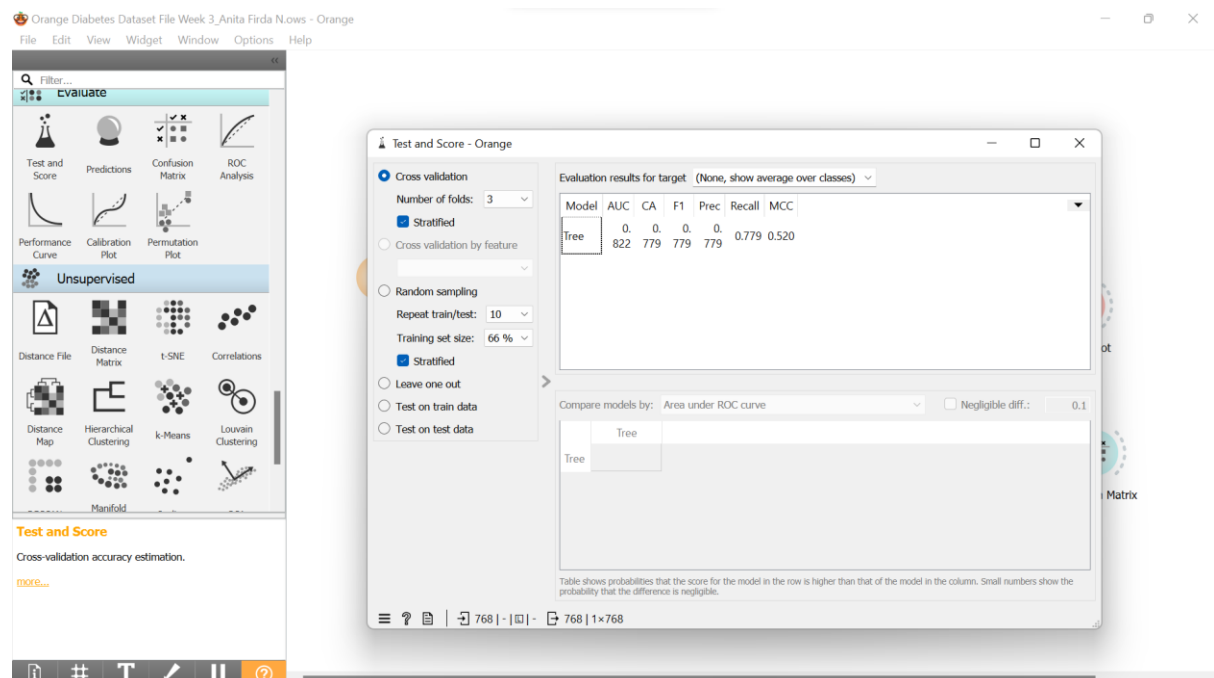 Orange Diabetes Dataset File Week 3_Anita Firda N.ows - Orange
File Edit View Widget Window Options Help
Filter...
Evaluate
Test and Score
Predictions
Confusion Matrix
ROC Analysis
Performance Curve
Calibration Plot
Permutation Plot
Unsupervised
Distance File
Distance Matrix
t-SNE
Correlations
Distance Map
Hierarchical Clustering
k-Means
Louvain Clustering
Manifold
Test and Score
Cross-validation accuracy estimation.
more...
Test and Score - Orange
Cross validation
Number of folds: 3
Stratified
Cross validation by feature
Random sampling
Repeat train/test: 10
Training set size: 66 %
Stratified
Leave one out
Test on train data
Test on test data
Evaluation results for target (None, show average over classes)
Model AUC CA F1 Prec Recall MCC
Tree 0.822 0.779 0.779 0.779 0.779 0.520
Compare models by: Area under ROC curve
Negligible diff.: 0.1
Tree
Tree
Table shows probabilities that the score for the model in the row is higher than that of the model in the column. Small numbers show the
probability that the difference is negligible.
768 | - | - 768 | 1×768
ot
Matrix